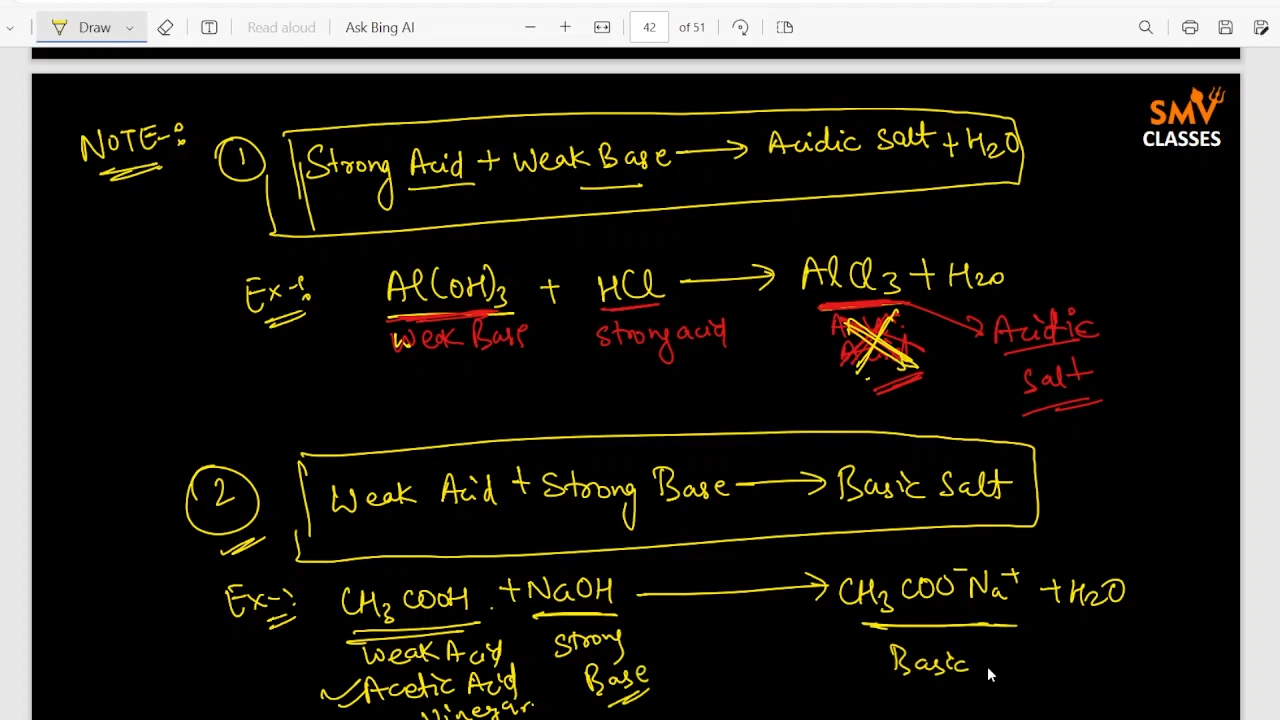 Draw Read aloud Ask Bing AI 42 of 51
SMV
CLASSES
NOTE-:
1 Strong Acid + Weak Base → Acidic Salt + H2O
Ex-: Al(OH)3 + HCl → AlCl3 + H2O
Weak Base strong acid Acidic
Salt
2 Weak Acid + Strong Base → Basic Salt
Ex-: CH3COOH + NaOH → CH3COO⁻Na⁺ + H2O
Weak Acid Strong Basic
Acetic Acid Base
Vinegar.